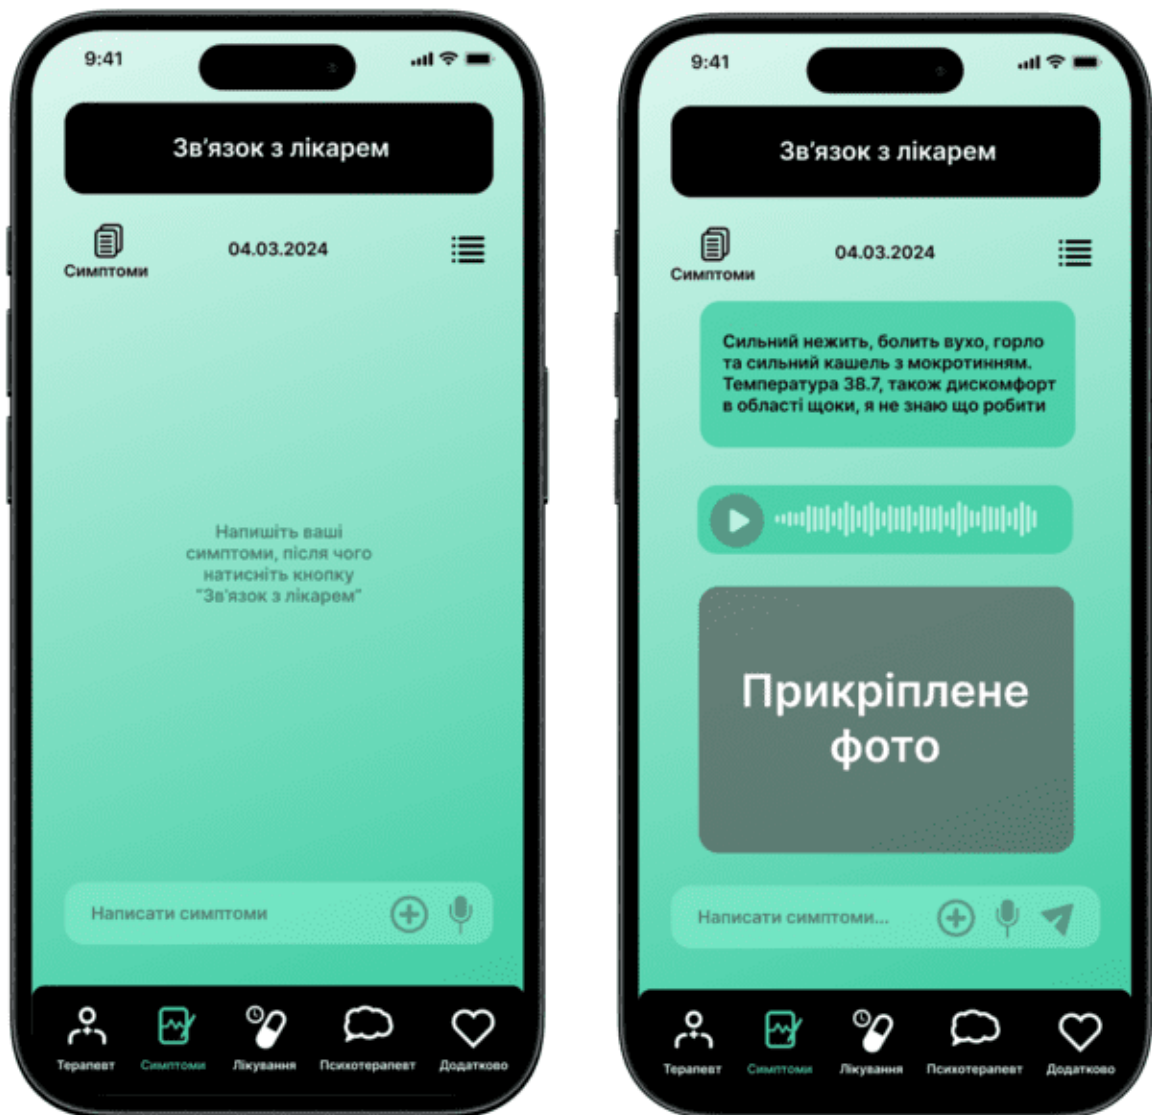 9:41
Зв'язок з лікарем
04.03.2024
Симптоми
Напишіть ваші
симптоми, після чого
натисніть кнопку
"Зв'язок з лікарем"
Написати симптоми
Терапевт Симптоми Лікування Психотерапевт Додатково
9:41
Зв'язок з лікарем
04.03.2024
Симптоми
Сильний нежить, болить вухо, горло
та сильний кашель з мокротинням.
Температура 38.7, також дискомфорт
в області щоки, я не знаю що робити
Прикріплене
фото
Написати симптоми...
Терапевт Симптоми Лікування Психотерапевт Додатково